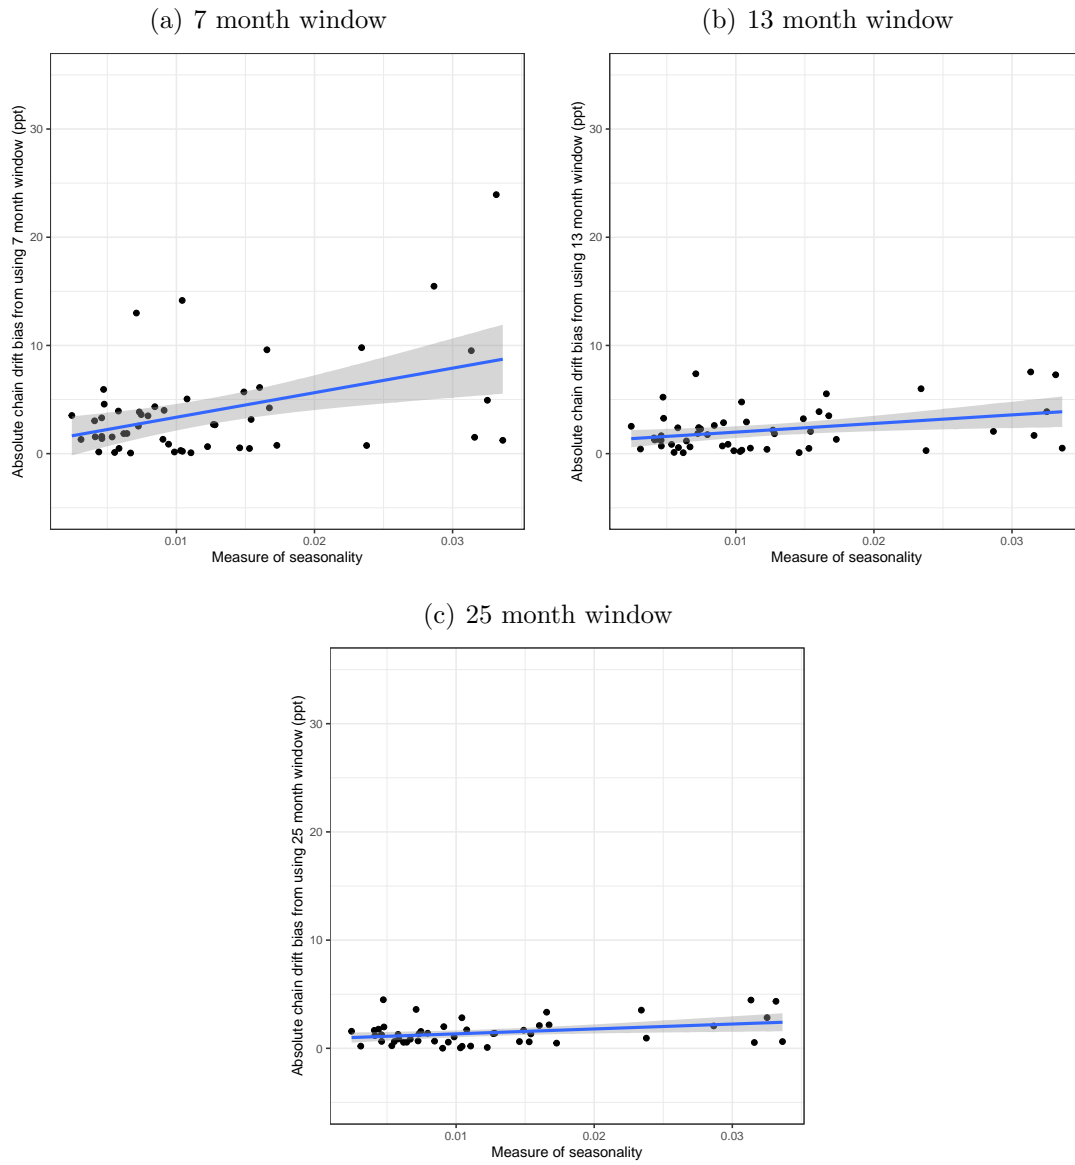 (a) 7 month window
Absolute chain drift bias from using 7 month window (ppt)
30
20
10
0
0.01
0.02
0.03
Measure of seasonality
(b) 13 month window
Absolute chain drift bias from using 13 month window (ppt)
30
20
10
0
0.01
0.02
0.03
Measure of seasonality
(c) 25 month window
Absolute chain drift bias from using 25 month window (ppt)
30
20
10
0
0.01
0.02
0.03
Measure of seasonality